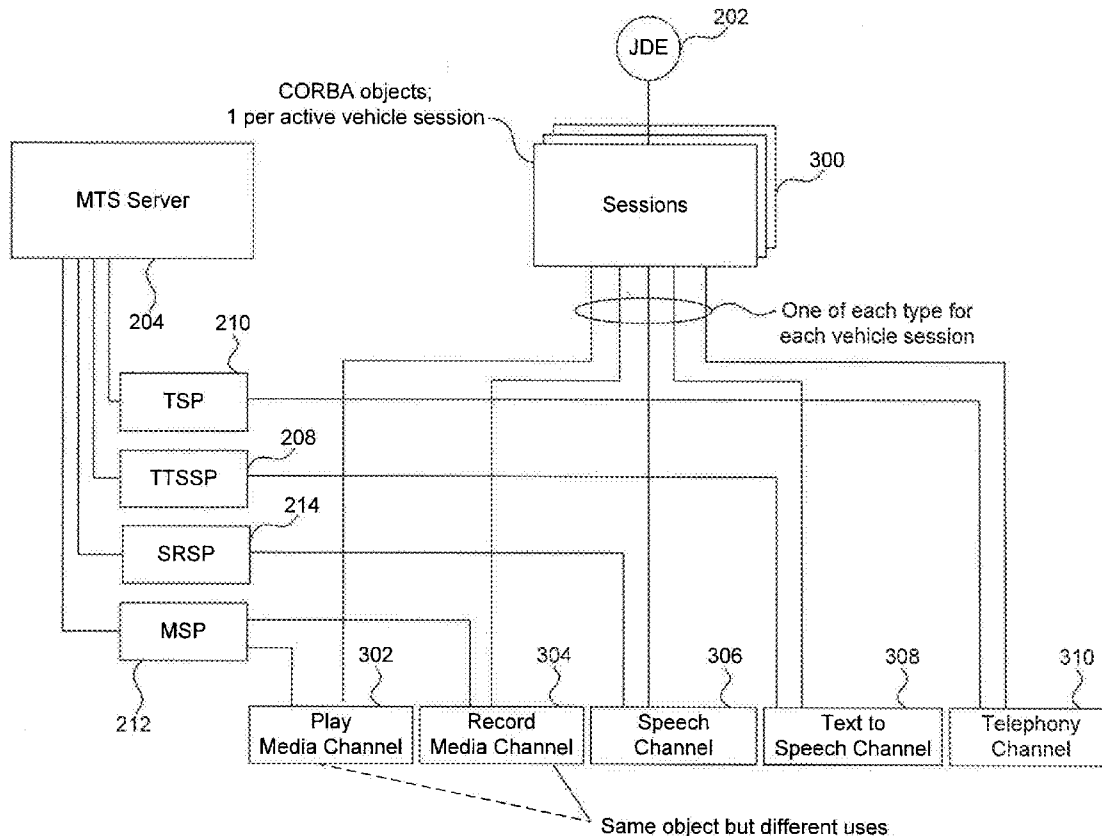 202
JDE
CORBA objects;
1 per active vehicle session
300
MTS Server
Sessions
204
One of each type for
each vehicle session
210
TSP
208
TTSSP
214
SRSP
MSP
212
302
304
306
308
310
Play
Media Channel
Record
Media Channel
Speech
Channel
Text to
Speech Channel
Telephony
Channel
Same object but different uses